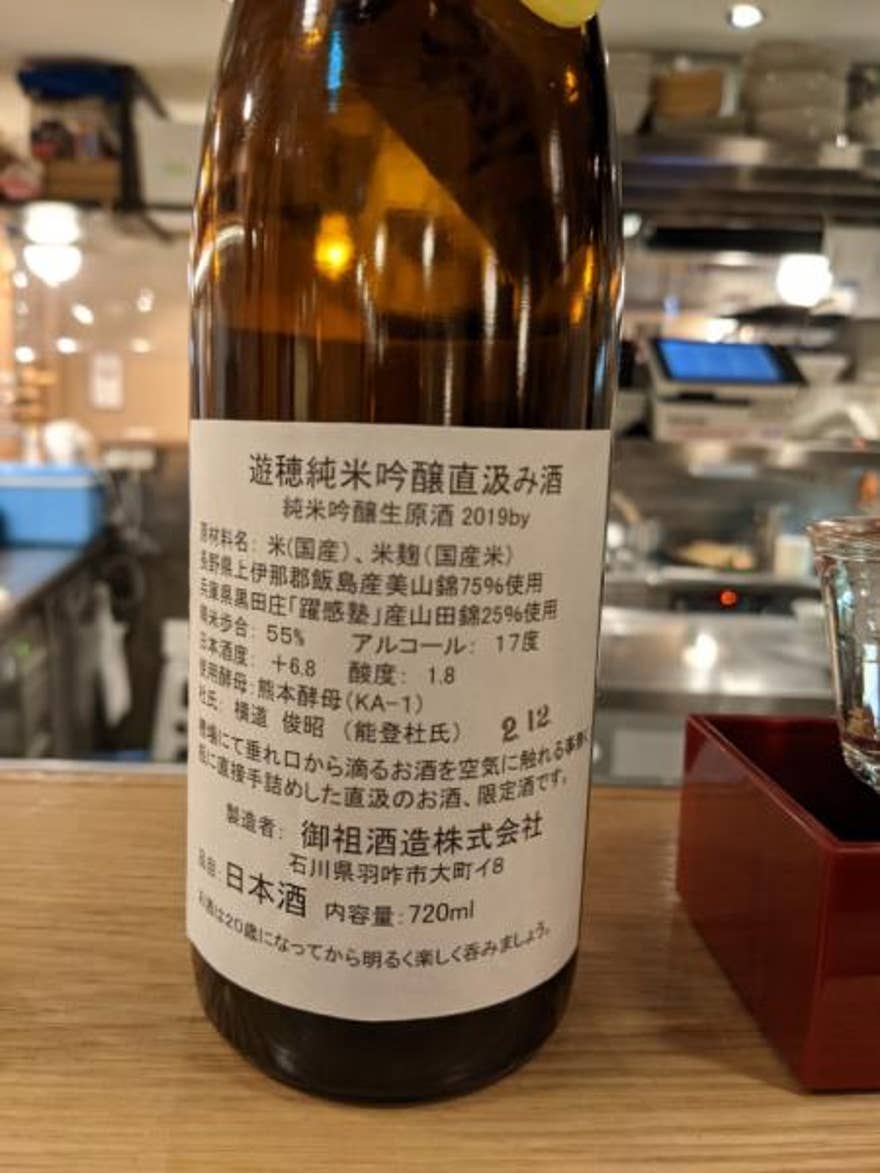 遊穂純米吟醸直汲み酒
純米吟醸生原酒 2019by
原材料名: 米(国産)、米麹(国産米)
長野県上伊那郡飯島産美山錦75%使用
兵庫県黒田庄「躍感塾」産山田錦25%使用
精米歩合: 55% アルコール: 17度
日本酒度: +6.8 酸度: 1.8
使用酵母:熊本酵母(KA-1)
杜氏: 横道 俊昭 (能登杜氏)
2.12
槽場にて垂れ口から滴るお酒を空気に触れる事無く
瓶に直接手詰めした直汲のお酒、限定酒です。
製造者: 御祖酒造株式会社
石川県羽咋市大町イ8
品目:日本酒 内容量:720ml
お酒は20歳になってから明るく楽しく呑みましょう。